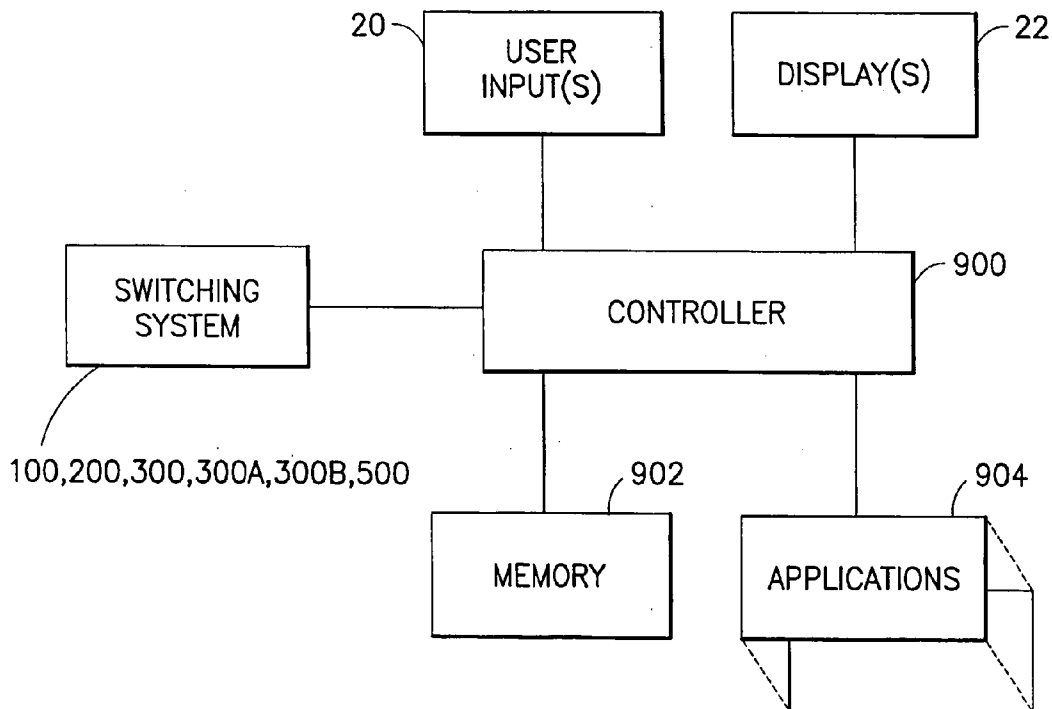 20
USER
INPUT(S)
22
DISPLAY(S)
900
SWITCHING
SYSTEM
CONTROLLER
100,200,300,300A,300B,500
902
904
MEMORY
APPLICATIONS